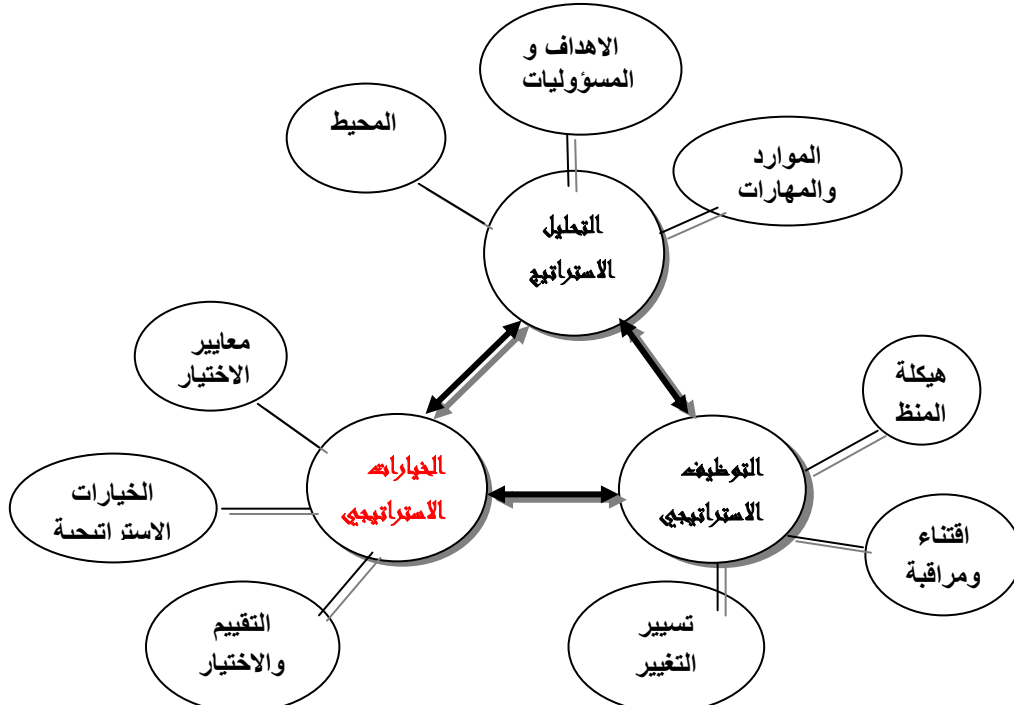 الاهداف و
المسؤوليات
المحيط
الموارد
والمهارات
التحليل
الاستراتيج
معايير
الاختيار
هيكلة
المنظ
الخيارات
الاستراتيجي
التوظيف
الاستراتيجي
الخيارات
الاستراتيجية
اقتناء
ومراقبة
التقييم
والاختيار
تسيير
التغيير